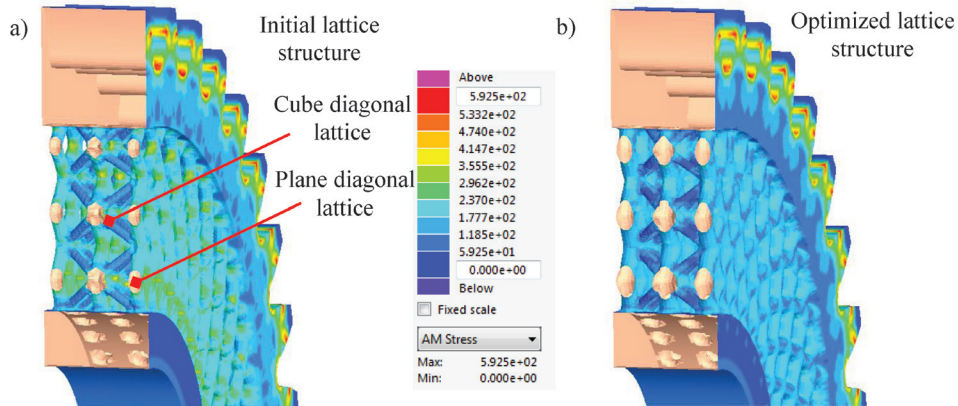 a)
Initial lattice
structure
Cube diagonal
lattice
Plane diagonal
lattice
Above
5.925e+02
5.332e+02
4.740e+02
4.147e+02
3.555e+02
2.962e+02
2.370e+02
1.777e+02
1.185e+02
5.925e+01
0.000e+00
Below
Fixed scale
AM Stress
Max: 5.925e+02
Min: 0.000e+00
b)
Optimized lattice
structure